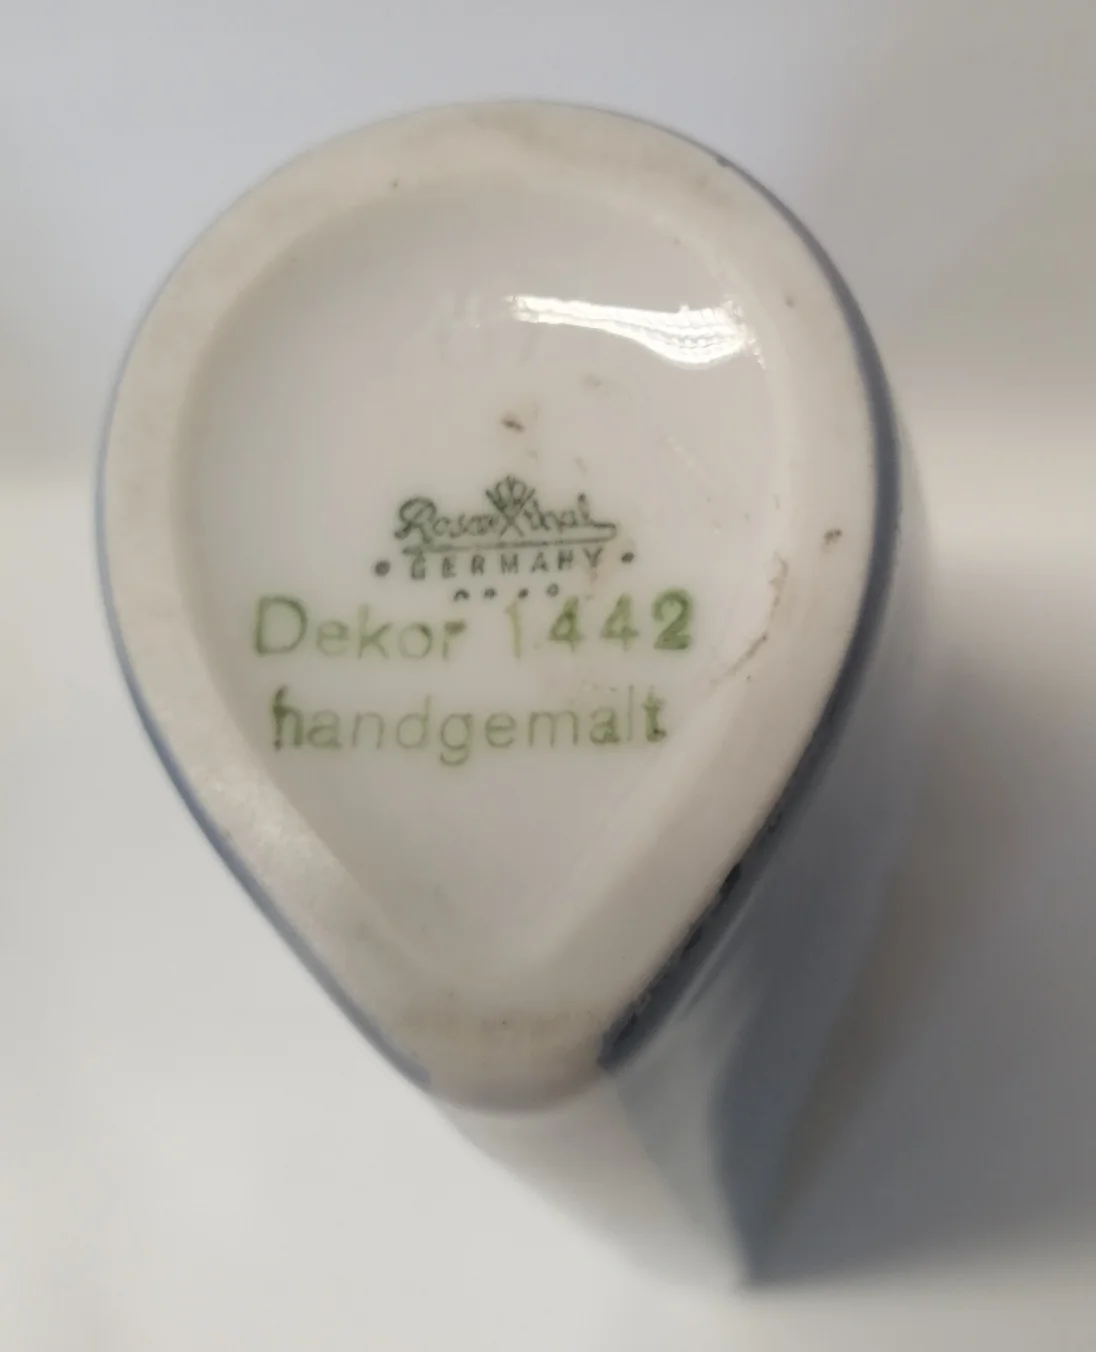 Rosenthal
GERMANY
Dekor 1442
handgemalt